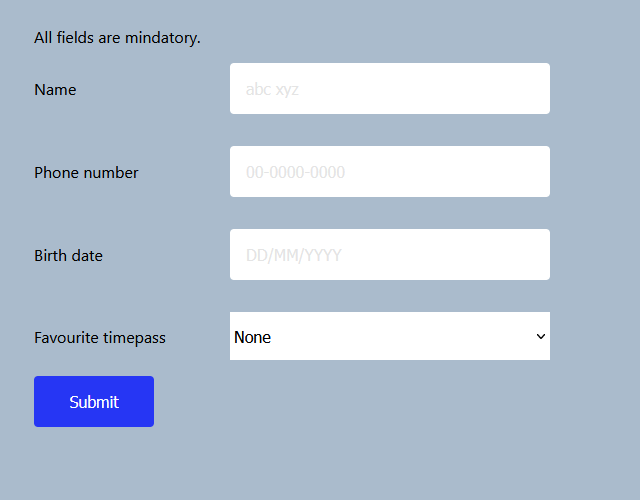 All fields are mindatory.
Name abc xyz
Phone number 00-0000-0000
Birth date DD/MM/YYYY
Favourite timepass None
Submit